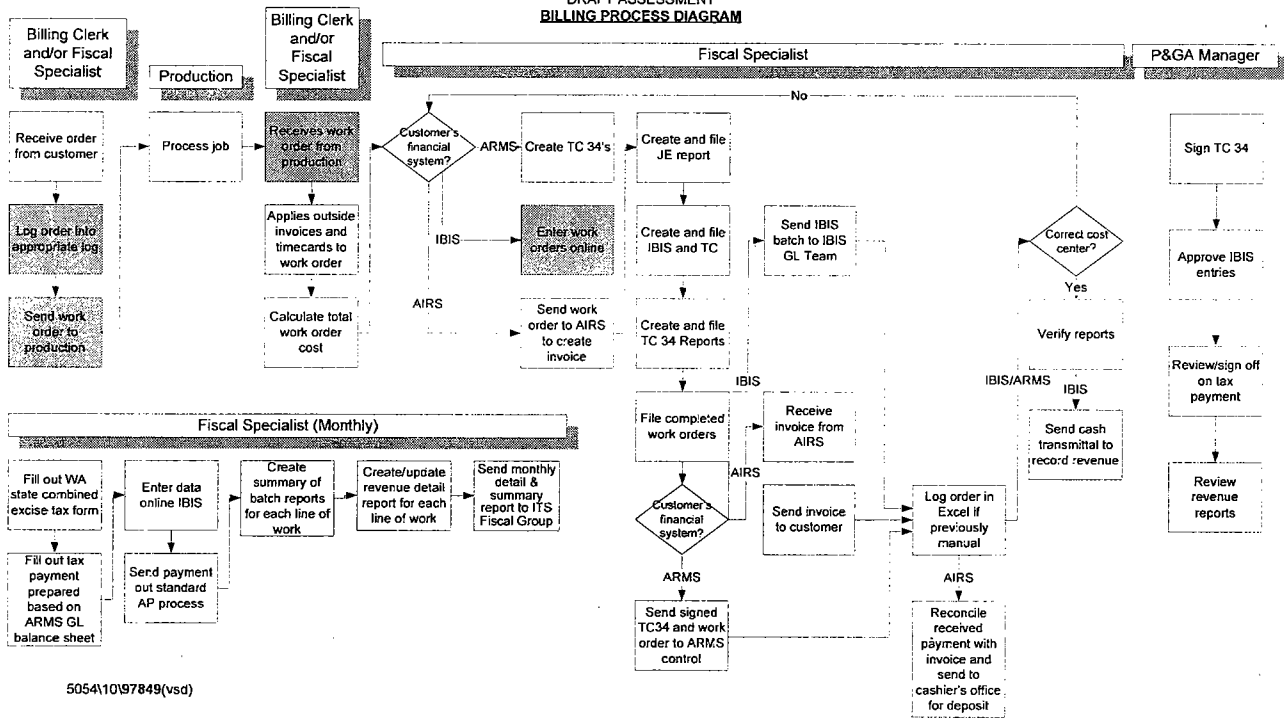 DRAFT ASSESSMENT
BILLING PROCESS DIAGRAM
Billing Clerk
and/or Fiscal
Specialist
Production
Billing Clerk
and/or
Fiscal
Specialist
Fiscal Specialist
P&GA Manager
Receive order
from customer
Log order into
appropriate log
Send work
order to
production
Process job
Receives work
order from
production
Applies outside
invoices and
timecards to
work order
Calculate total
work order
cost
No
Customer's
financial
system?
ARMS
IBIS
AIRS
Create TC 34's
Enter work
orders online
Send work
order to AIRS
to create
invoice
Create and file
JE report
Create and file
IBIS and TC
Create and file
TC 34 Reports
File completed
work orders
Customer's
financial
system?
IBIS
AIRS
ARMS
Send signed
TC34 and work
order to ARMS
control
Send IBIS
batch to IBIS
GL Team
Receive
invoice from
AIRS
Send invoice
to customer
Log order in
Excel if
previously
manual
AIRS
Reconcile
received
payment with
invoice and
send to
cashier's office
for deposit
IBIS/ARMS
Correct cost
center?
Yes
Verify reports
IBIS
Send cash
transmittal to
record revenue
Sign TC 34
Approve IBIS
entries
Review/sign off
on tax
payment
Review
revenue
reports
Fiscal Specialist (Monthly)
Fill out WA
state combined
excise tax form
Fill out tax
payment
prepared
based on
ARMS GL
balance sheet
Enter data
online IBIS
Send payment
out standard
AP process
Create
summary of
batch reports
for each line of
work
Create/update
revenue detail
report for each
line of work
Send monthly
detail &
summary
report to ITS
Fiscal Group
5054\10\97849(vsd)